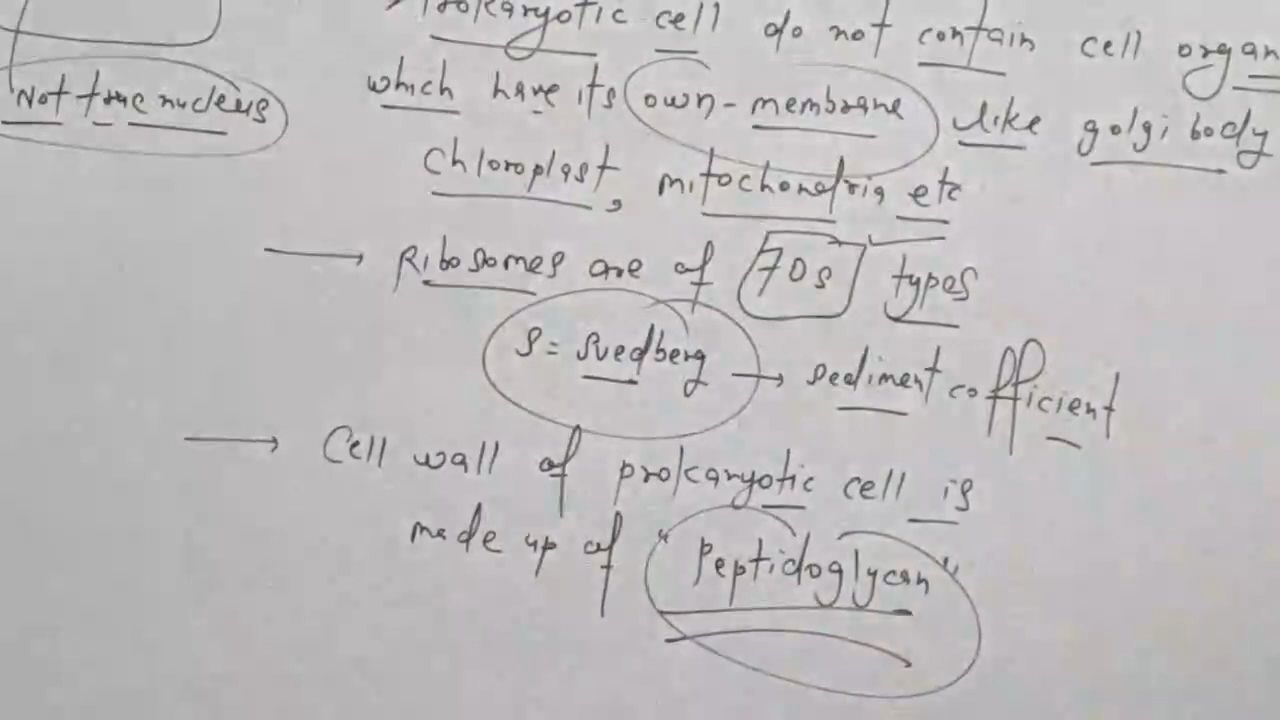 Prokaryotic cell do not contain cell organ
Not true nucleus
which have its own-membrane like golgi body
chloroplast, mitochondria etc
→ Ribosomes are of 70s types
S = Svedberg → sediment cofficient
→ Cell wall of prokaryotic cell is
made up of "Peptidoglycan"